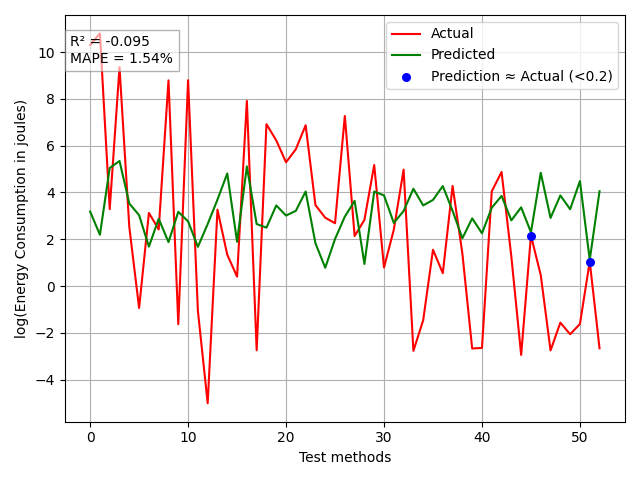 R² = -0.095
MAPE = 1.54%
Actual
Predicted
Prediction ≈ Actual (<0.2)
log(Energy Consumption in joules)
10
8
6
4
2
0
−2
−4
0 10 20 30 40 50
Test methods